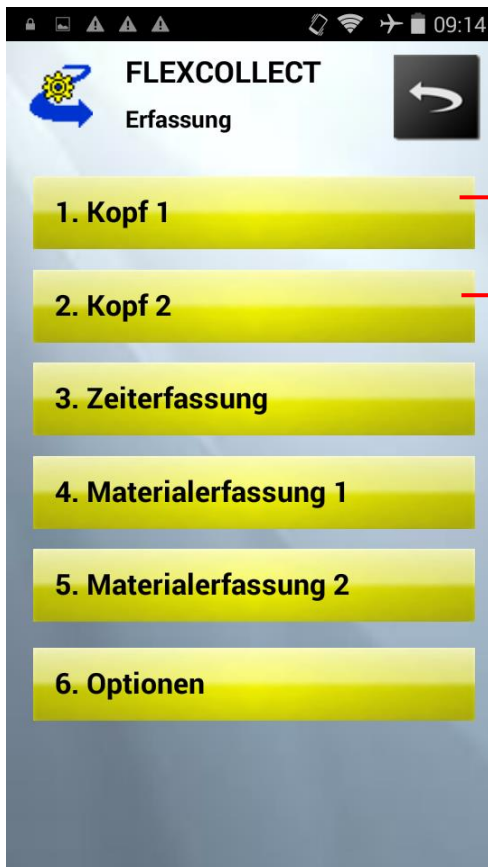 09:14
FLEXCOLLECT
Erfassung
1. Kopf 1
2. Kopf 2
3. Zeiterfassung
4. Materialerfassung 1
5. Materialerfassung 2
6. Optionen